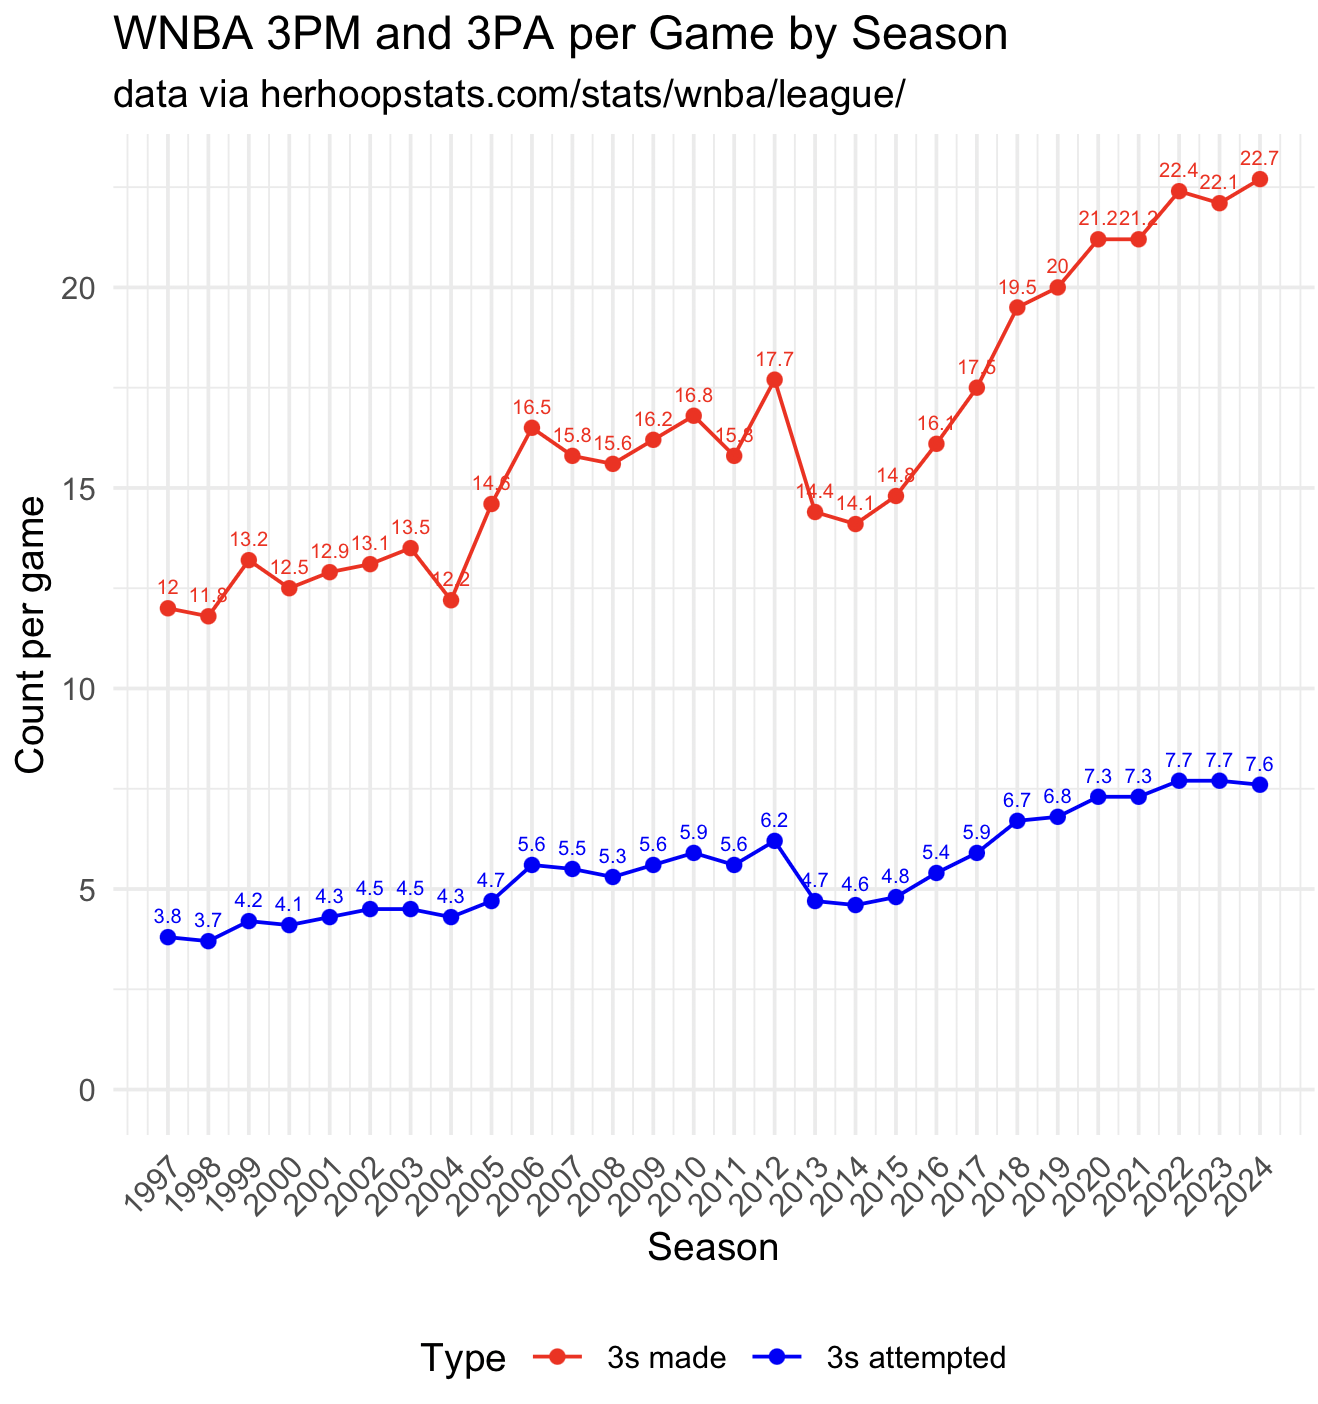 WNBA 3PM and 3PA per Game by Season
data via herhoopstats.com/stats/wnba/league/
Count per game
20
15
10
5
0
12 11.8 13.2 12.5 12.9 13.1 13.5 12.2 14.6 16.5 15.8 15.6 16.2 16.8 15.8 17.7 14.4 14.1 14.8 16.1 17.5 19.5 20 21.2 21.2 22.4 22.1 22.7
3.8 3.7 4.2 4.1 4.3 4.5 4.5 4.3 4.7 5.6 5.5 5.3 5.6 5.9 5.6 6.2 4.7 4.6 4.8 5.4 5.9 6.7 6.8 7.3 7.3 7.7 7.7 7.6
1997 1998 1999 2000 2001 2002 2003 2004 2005 2006 2007 2008 2009 2010 2011 2012 2013 2014 2015 2016 2017 2018 2019 2020 2021 2022 2023 2024
Season
Type 3s made 3s attempted